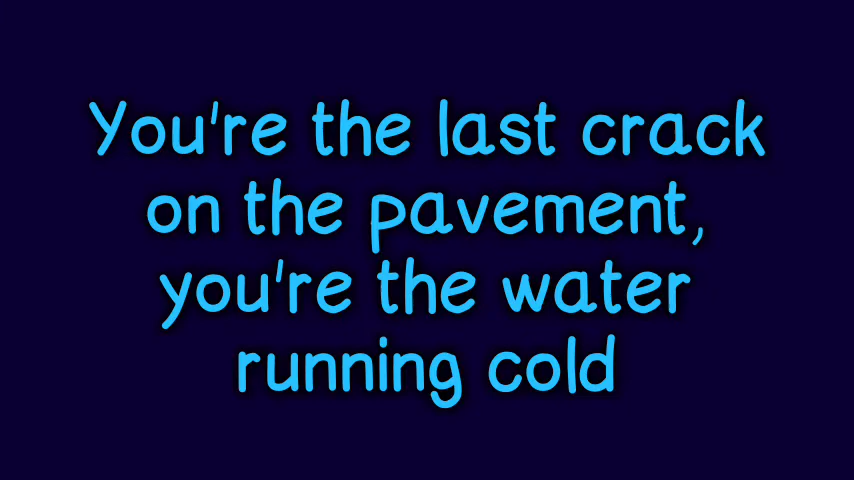 You're the last crack
on the pavement,
you're the water
running cold